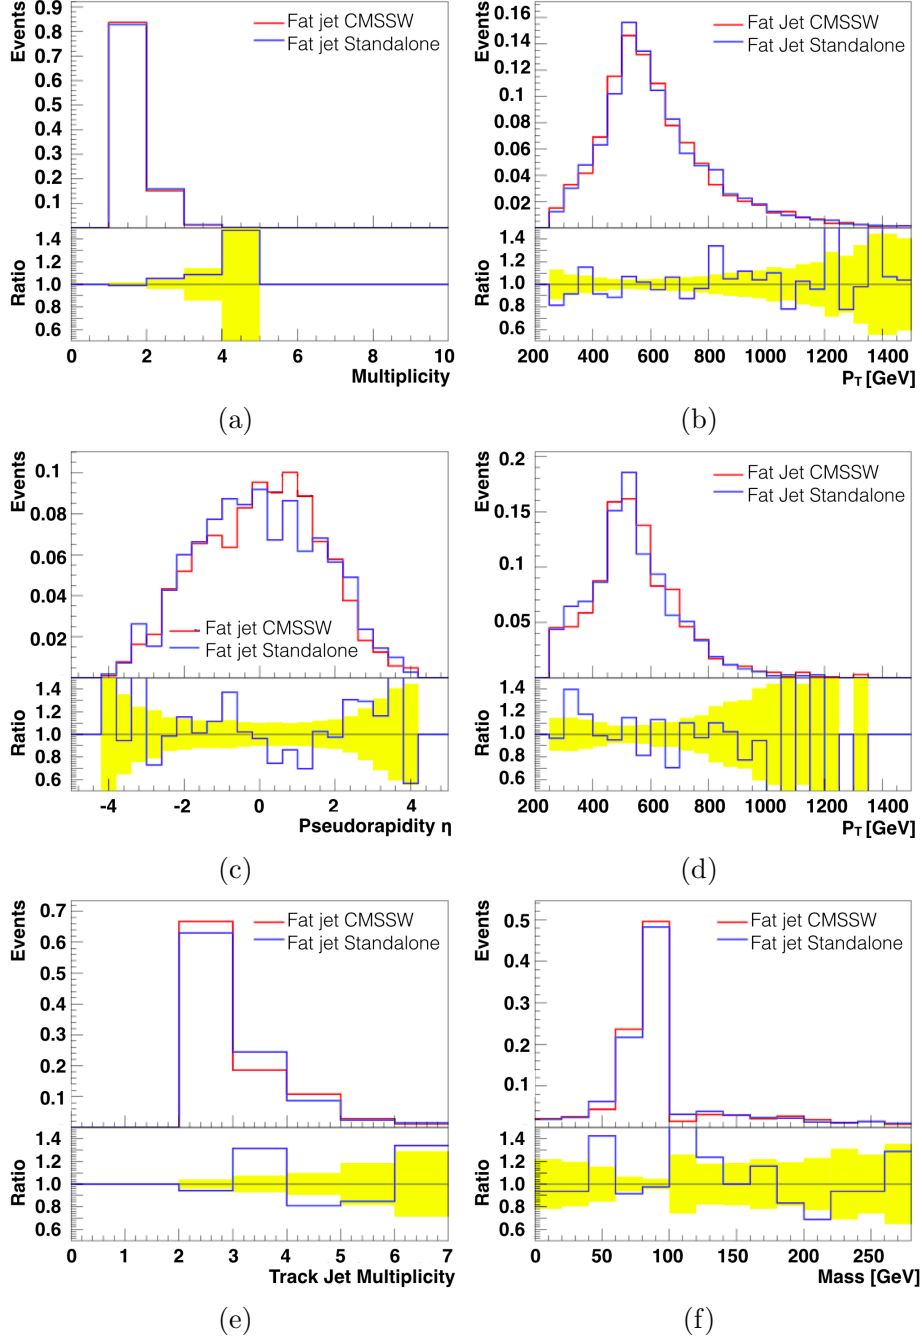 Events
0.9
0.8
0.7
0.6
0.5
0.4
0.3
0.2
0.1
Fat jet CMSSW
Fat jet Standalone
Ratio
1.4
1.2
1.0
0.8
0.6
0 2 4 6 8 10
Multiplicity
(a)
Events
0.16
0.14
0.12
0.1
0.08
0.06
0.04
0.02
Fat Jet CMSSW
Fat Jet Standalone
Ratio
1.4
1.2
1.0
0.8
0.6
200 400 600 800 1000 1200 1400
PT [GeV]
(b)
Events
0.1
0.08
0.06
0.04
0.02
Fat jet CMSSW
Fat jet Standalone
Ratio
1.4
1.2
1.0
0.8
0.6
-4 -2 0 2 4
Pseudorapidity η
(c)
Events
0.2
0.15
0.1
0.05
Fat Jet CMSSW
Fat Jet Standalone
Ratio
1.4
1.2
1.0
0.8
0.6
200 400 600 800 1000 1200 1400
PT [GeV]
(d)
Events
0.7
0.6
0.5
0.4
0.3
0.2
0.1
Fat jet CMSSW
Fat jet Standalone
Ratio
1.4
1.2
1.0
0.8
0.6
0 1 2 3 4 5 6 7
Track Jet Multiplicity
(e)
Events
0.5
0.4
0.3
0.2
0.1
Fat jet CMSSW
Fat jet Standalone
Ratio
1.4
1.2
1.0
0.8
0.6
0 50 100 150 200 250
Mass [GeV]
(f)